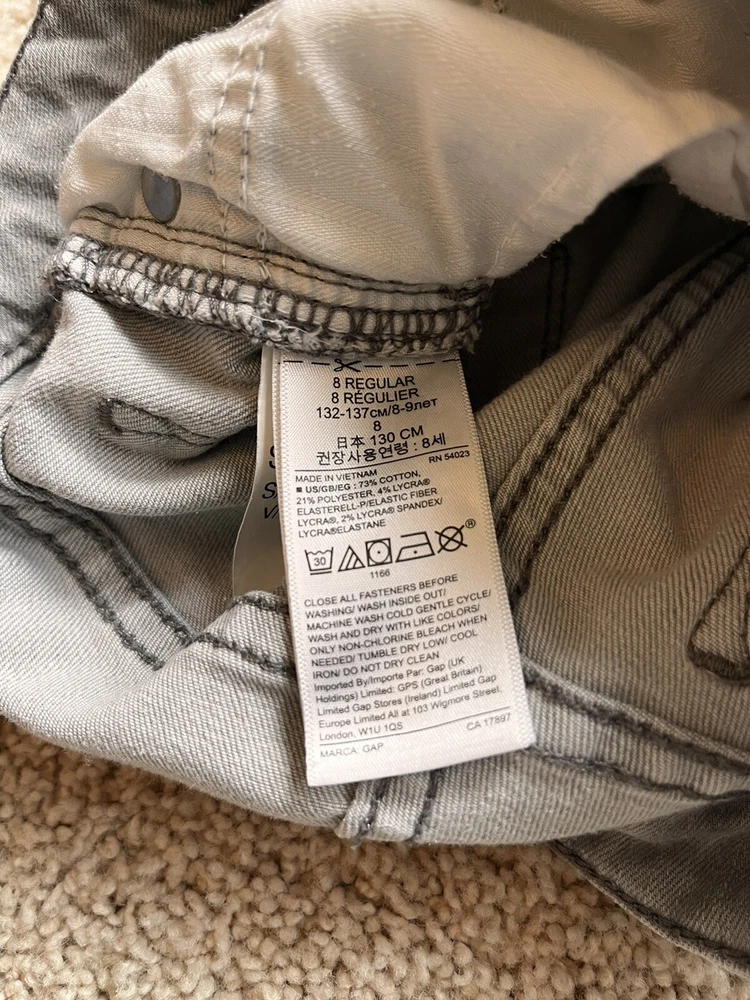 8 REGULAR
8 RÉGULIER
132-137см/8-9лет
8
日本 130 CM
권장사용연령 : 8세
RN 54023
MADE IN VIETNAM
■ US/GB/EG : 73% COTTON,
21% POLYESTER, 4% LYCRA®
ELASTERELL-P/ELASTIC FIBER
LYCRA®, 2% LYCRA® SPANDEX/
LYCRA®ELASTANE
30
®
1166
CLOSE ALL FASTENERS BEFORE
WASHING/ WASH INSIDE OUT/
MACHINE WASH COLD GENTLE CYCLE/
WASH AND DRY WITH LIKE COLORS/
ONLY NON-CHLORINE BLEACH WHEN
NEEDED/ TUMBLE DRY LOW/ COOL
IRON/ DO NOT DRY CLEAN
Imported By/Importe Par: Gap (UK
Holdings) Limited: GPS (Great Britain)
Limited Gap Stores (Ireland) Limited Gap
Europe Limited All at 103 Wigmore Street,
London, W1U 1QS
CA 17897
MARCA: GAP